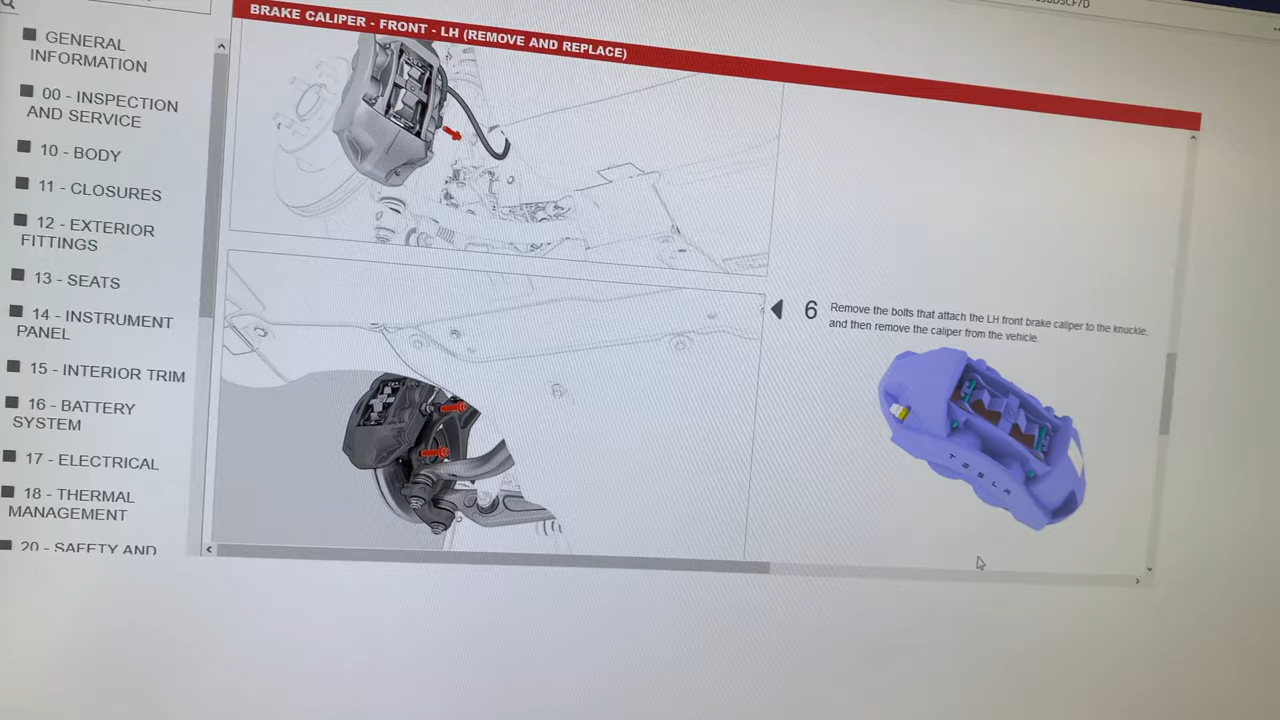 BRAKE CALIPER - FRONT - LH (REMOVE AND REPLACE)
GENERAL
INFORMATION
00 - INSPECTION
AND SERVICE
10 - BODY
11 - CLOSURES
12 - EXTERIOR
FITTINGS
13 - SEATS
14 - INSTRUMENT
PANEL
15 - INTERIOR TRIM
16 - BATTERY
SYSTEM
17 - ELECTRICAL
18 - THERMAL
MANAGEMENT
20 - SAFETY AND
6
Remove the bolts that attach the LH front brake caliper to the knuckle,
and then remove the caliper from the vehicle.
TESLA